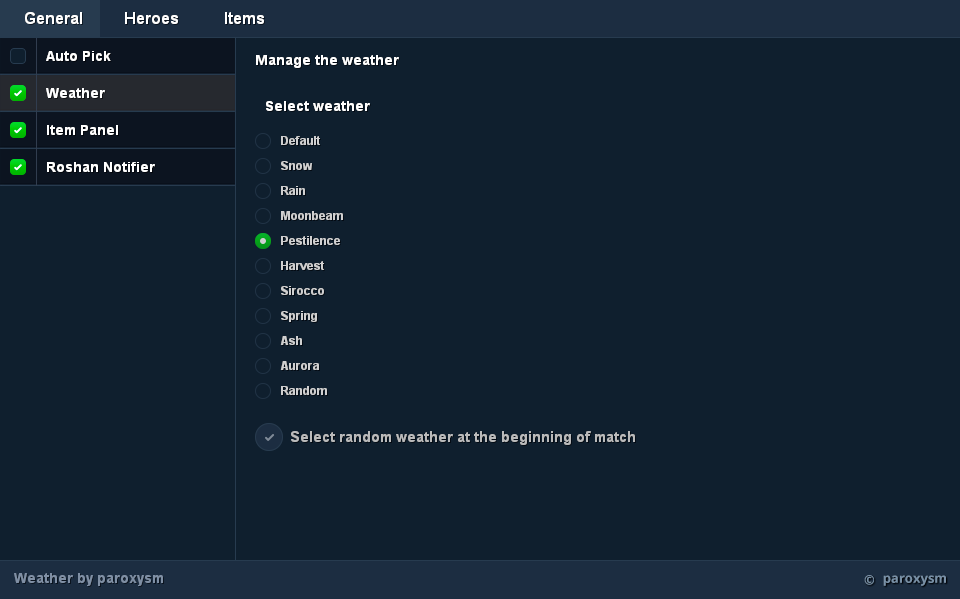 General Heroes Items
Auto Pick
Weather
Item Panel
Roshan Notifier
Manage the weather
Select weather
Default
Snow
Rain
Moonbeam
Pestilence
Harvest
Sirocco
Spring
Ash
Aurora
Random
Select random weather at the beginning of match
Weather by paroxysm
© paroxysm